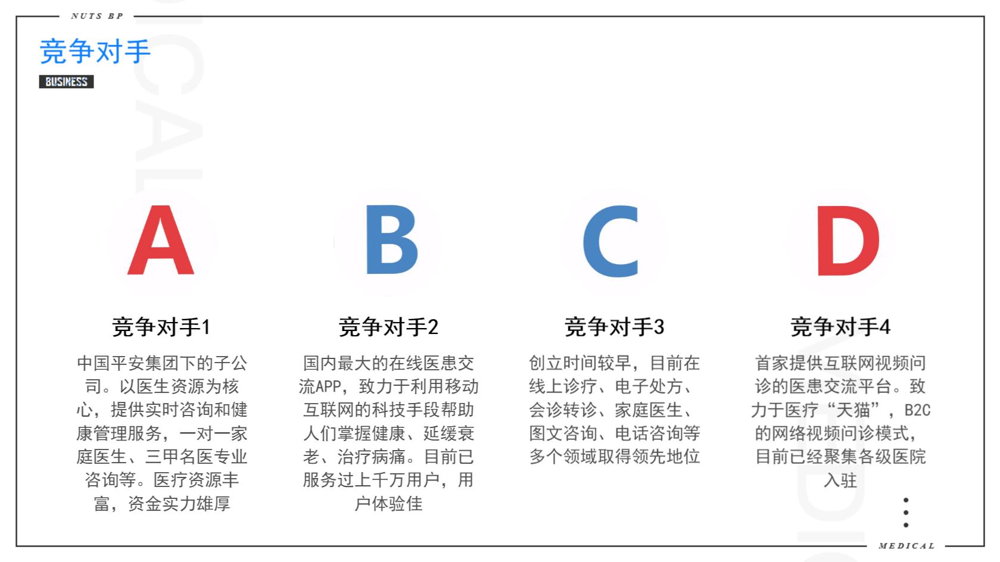 NUTS BP
竞争对手
BUSINESS
DICAL
A
B
C
D
竞争对手1
中国平安集团下的子公
司。以医生资源为核
心，提供实时咨询和健
康管理服务，一对一家
庭医生、三甲名医专业
咨询等。医疗资源丰
富，资金实力雄厚
竞争对手2
国内最大的在线医患交
流APP，致力于利用移动
互联网的科技手段帮助
人们掌握健康、延缓衰
老、治疗病痛。目前已
服务过上千万用户，用
户体验佳
竞争对手3
创立时间较早，目前在
线上诊疗、电子处方、
会诊转诊、家庭医生、
图文咨询、电话咨询等
多个领域取得领先地位
竞争对手4
首家提供互联网视频问
诊的医患交流平台。致
力于医疗“天猫”，B2C
的网络视频问诊模式，
目前已经聚集各级医院
入驻
MEDIC
MEDICAL